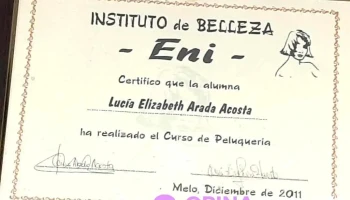 INSTITUTO de BELLEZA
- Eni -
Certifico que la alumna
Lucía Elizabeth Arada Acosta
ha realizado el Curso de Peluquería
Melo, Diciembre de 2011